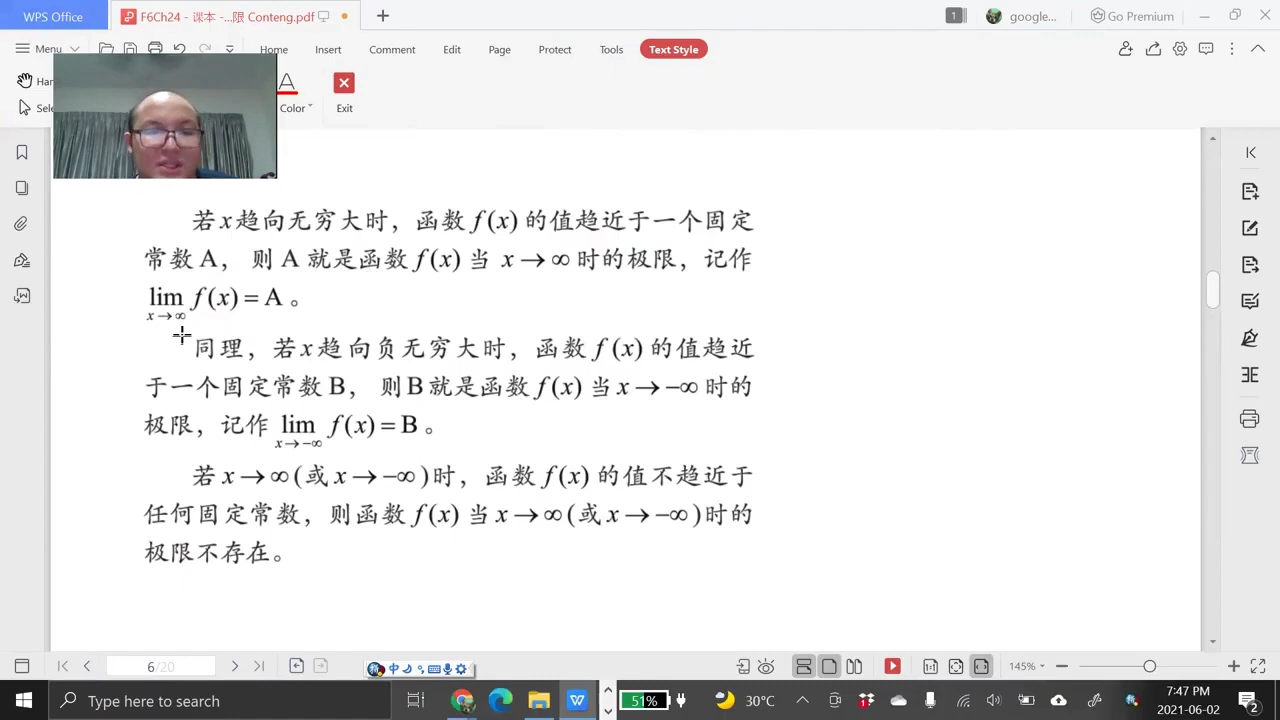 WPS Office
F6Ch24 - 课本 -...限 Conteng.pdf
1
google...
Go Premium
Menu
Home
Insert
Comment
Edit
Page
Protect
Tools
Text Style
Color
Exit
若 x 趋向无穷大时，函数 f(x) 的值趋近于一个固定
常数 A， 则 A 就是函数 f(x) 当 x → ∞ 时的极限，记作
lim f(x) = A 。
x → ∞
同理，若 x 趋向负无穷大时，函数 f(x) 的值趋近
于一个固定常数 B， 则 B 就是函数 f(x) 当 x → −∞ 时的
极限，记作 lim f(x) = B 。
x → −∞
若 x → ∞ (或 x → −∞) 时，函数 f(x) 的值不趋近于
任何固定常数，则函数 f(x) 当 x → ∞ (或 x → −∞) 时的
极限不存在。
6/20
中
145%
Type here to search
51%
30°C
7:47 PM
2021-06-02
2